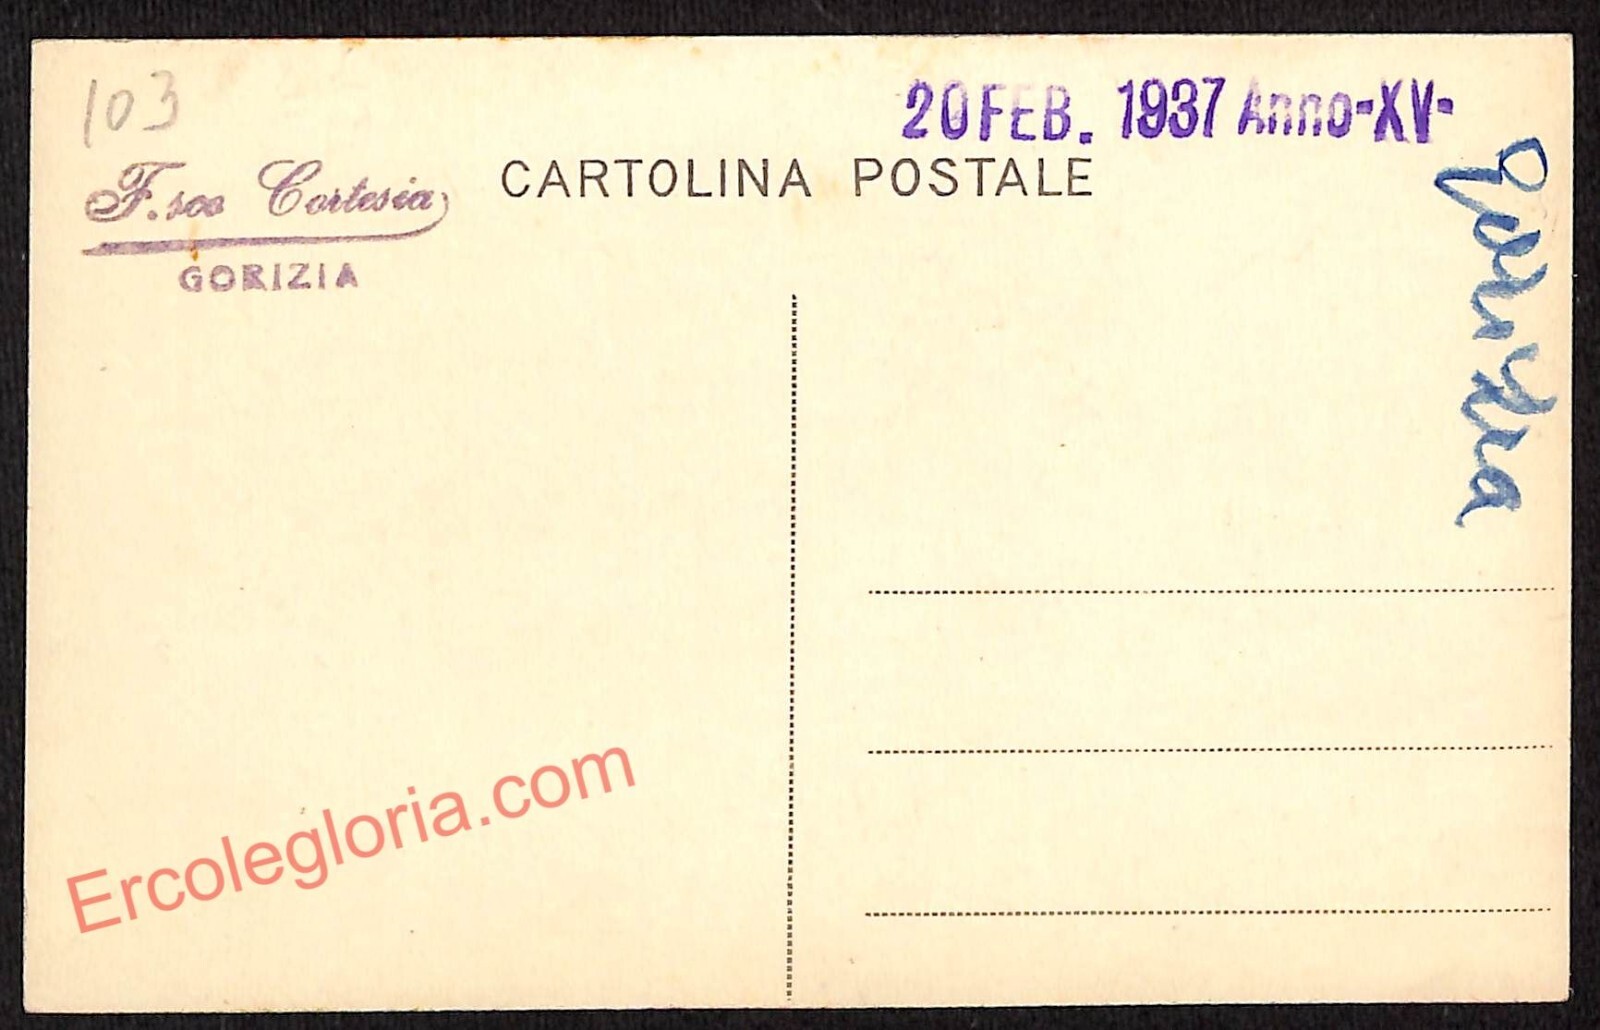 103
20 FEB. 1937 Anno-XV-
F.sco Cortesia
GORIZIA
CARTOLINA POSTALE
Gorizia
Ercolegloria.com